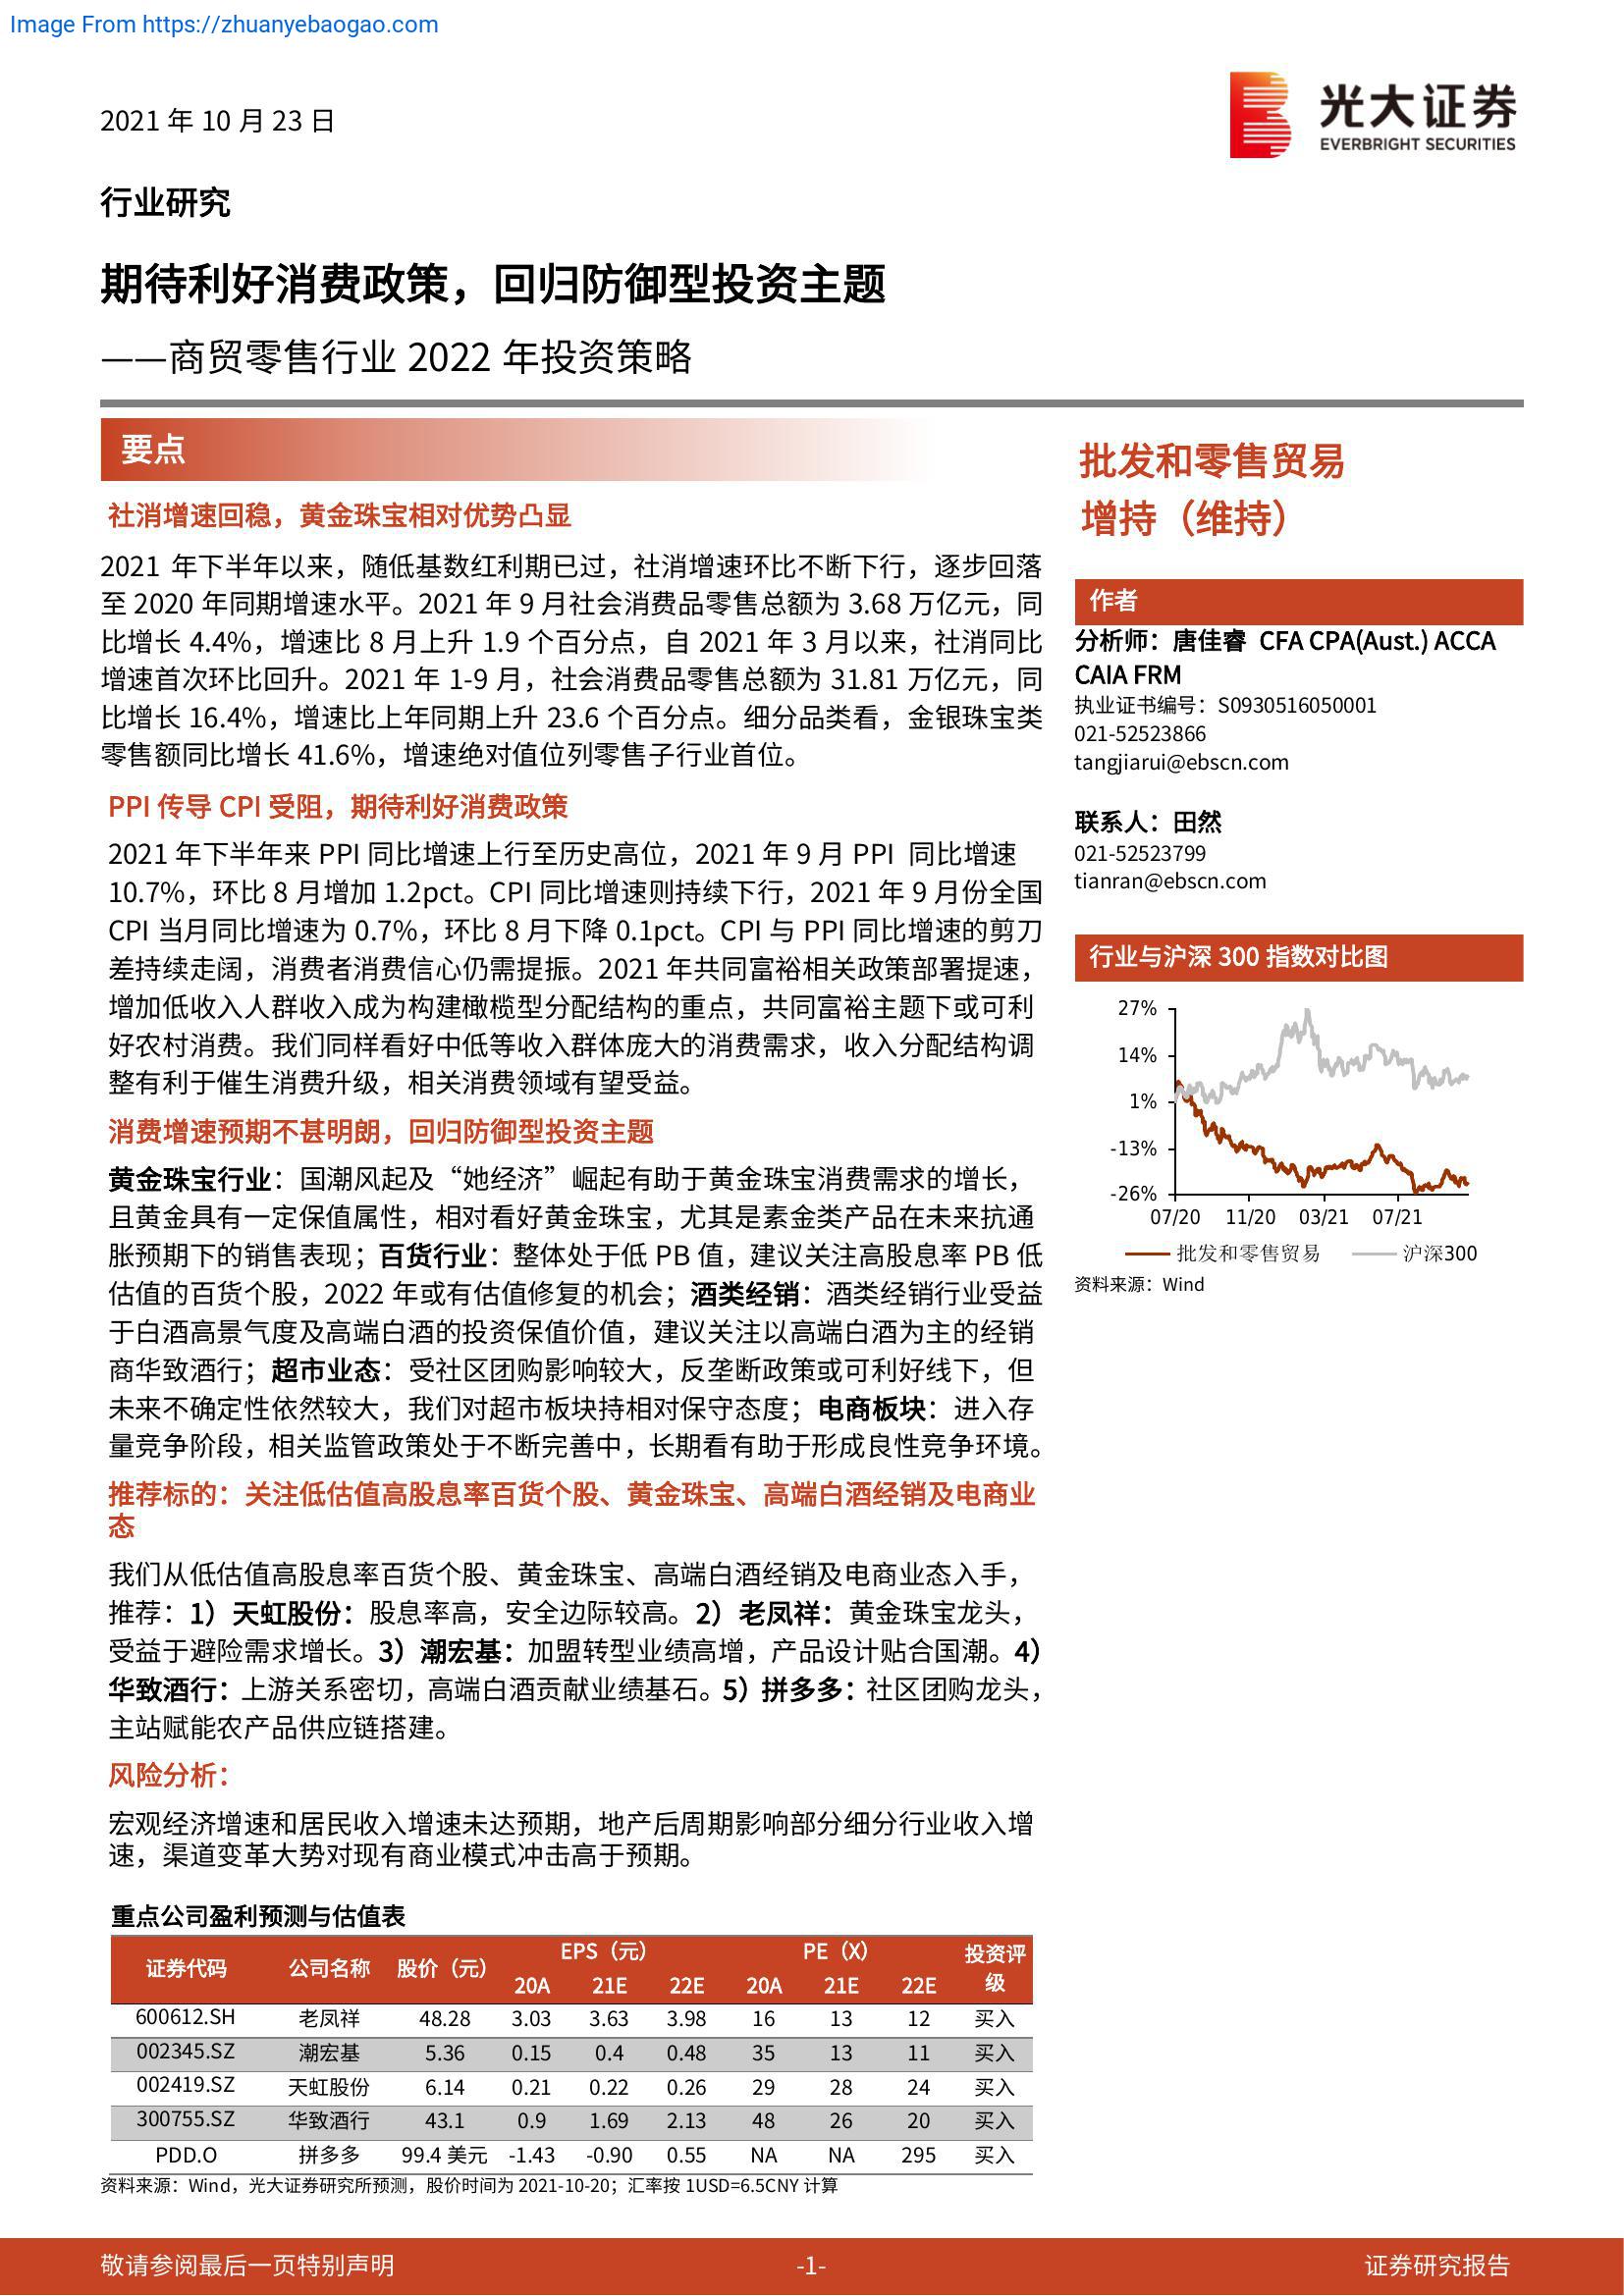 Image From https://zhuanyebaogao.com
2021 年 10 月 23 日
光大证券
EVERBRIGHT SECURITIES
行业研究
期待利好消费政策，回归防御型投资主题
——商贸零售行业 2022 年投资策略
要点
社消增速回稳，黄金珠宝相对优势凸显
2021 年下半年以来，随低基数红利期已过，社消增速环比不断下行，逐步回落
至 2020 年同期增速水平。2021 年 9 月社会消费品零售总额为 3.68 万亿元，同
比增长 4.4%，增速比 8 月上升 1.9 个百分点，自 2021 年 3 月以来，社消同比
增速首次环比回升。2021 年 1-9 月，社会消费品零售总额为 31.81 万亿元，同
比增长 16.4%，增速比上年同期上升 23.6 个百分点。细分品类看，金银珠宝类
零售额同比增长 41.6%，增速绝对值位列零售子行业首位。
PPI 传导 CPI 受阻，期待利好消费政策
2021 年下半年来 PPI 同比增速上行至历史高位，2021 年 9 月 PPI 同比增速
10.7%，环比 8 月增加 1.2pct。CPI 同比增速则持续下行，2021 年 9 月份全国
CPI 当月同比增速为 0.7%，环比 8 月下降 0.1pct。CPI 与 PPI 同比增速的剪刀
差持续走阔，消费者消费信心仍需提振。2021 年共同富裕相关政策部署提速，
增加低收入人群收入成为构建橄榄型分配结构的重点，共同富裕主题下或可利
好农村消费。我们同样看好中低等收入群体庞大的消费需求，收入分配结构调
整有利于催生消费升级，相关消费领域有望受益。
消费增速预期不甚明朗，回归防御型投资主题
黄金珠宝行业：国潮风起及“她经济”崛起有助于黄金珠宝消费需求的增长，
且黄金具有一定保值属性，相对看好黄金珠宝，尤其是素金类产品在未来抗通
胀预期下的销售表现；百货行业：整体处于低 PB 值，建议关注高股息率 PB 低
估值的百货个股，2022 年或有估值修复的机会；酒类经销：酒类经销行业受益
于白酒高景气度及高端白酒的投资保值价值，建议关注以高端白酒为主的经销
商华致酒行；超市业态：受社区团购影响较大，反垄断政策或可利好线下，但
未来不确定性依然较大，我们对超市板块持相对保守态度；电商板块：进入存
量竞争阶段，相关监管政策处于不断完善中，长期看有助于形成良性竞争环境。
推荐标的：关注低估值高股息率百货个股、黄金珠宝、高端白酒经销及电商业
态
我们从低估值高股息率百货个股、黄金珠宝、高端白酒经销及电商业态入手，
推荐：1）天虹股份：股息率高，安全边际较高。2）老凤祥：黄金珠宝龙头，
受益于避险需求增长。3）潮宏基：加盟转型业绩高增，产品设计贴合国潮。4）
华致酒行：上游关系密切，高端白酒贡献业绩基石。5）拼多多：社区团购龙头，
主站赋能农产品供应链搭建。
风险分析：
宏观经济增速和居民收入增速未达预期，地产后周期影响部分细分行业收入增
速，渠道变革大势对现有商业模式冲击高于预期。
重点公司盈利预测与估值表
证券代码 公司名称 股价（元） EPS（元） PE（X） 投资评级
20A 21E 22E 20A 21E 22E
600612.SH 老凤祥 48.28 3.03 3.63 3.98 16 13 12 买入
002345.SZ 潮宏基 5.36 0.15 0.4 0.48 35 13 11 买入
002419.SZ 天虹股份 6.14 0.21 0.22 0.26 29 28 24 买入
300755.SZ 华致酒行 43.1 0.9 1.69 2.13 48 26 20 买入
PDD.O 拼多多 99.4 美元 -1.43 -0.90 0.55 NA NA 295 买入
资料来源：Wind，光大证券研究所预测，股价时间为 2021-10-20；汇率按 1USD=6.5CNY 计算
批发和零售贸易
增持（维持）
作者
分析师：唐佳睿 CFA CPA(Aust.) ACCA
CAIA FRM
执业证书编号：S0930516050001
021-52523866
tangjiarui@ebscn.com
联系人：田然
021-52523799
tianran@ebscn.com
行业与沪深 300 指数对比图
27%
14%
1%
-13%
-26%
07/20 11/20 03/21 07/21
批发和零售贸易 沪深300
资料来源：Wind
敬请参阅最后一页特别声明 -1- 证券研究报告